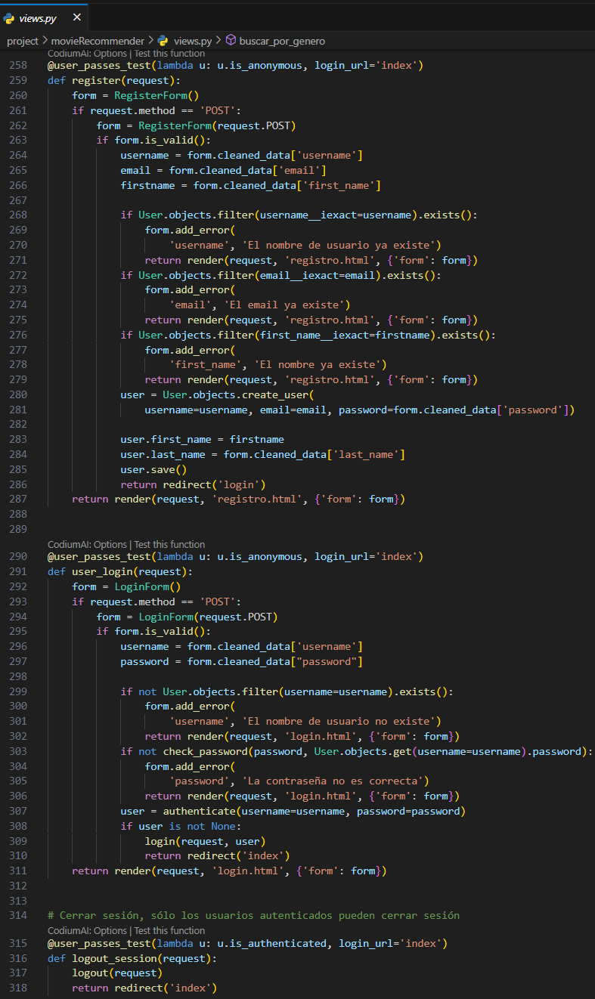 views.py ×
project > movieRecommender > views.py > buscar_por_genero
CodiumAI: Options | Test this function
258 @user_passes_test(lambda u: u.is_anonymous, login_url='index')
259 def register(request):
260     form = RegisterForm()
261     if request.method == 'POST':
262         form = RegisterForm(request.POST)
263         if form.is_valid():
264             username = form.cleaned_data['username']
265             email = form.cleaned_data['email']
266             firstname = form.cleaned_data['first_name']
267
268             if User.objects.filter(username__iexact=username).exists():
269                 form.add_error(
270                     'username', 'El nombre de usuario ya existe')
271                 return render(request, 'registro.html', {'form': form})
272             if User.objects.filter(email__iexact=email).exists():
273                 form.add_error(
274                     'email', 'El email ya existe')
275                 return render(request, 'registro.html', {'form': form})
276             if User.objects.filter(first_name__iexact=firstname).exists():
277                 form.add_error(
278                     'first_name', 'El nombre ya existe')
279                 return render(request, 'registro.html', {'form': form})
280             user = User.objects.create_user(
281                 username=username, email=email, password=form.cleaned_data['password'])
282
283             user.first_name = firstname
284             user.last_name = form.cleaned_data['last_name']
285             user.save()
286             return redirect('login')
287     return render(request, 'registro.html', {'form': form})
288
289
CodiumAI: Options | Test this function
290 @user_passes_test(lambda u: u.is_anonymous, login_url='index')
291 def user_login(request):
292     form = LoginForm()
293     if request.method == 'POST':
294         form = LoginForm(request.POST)
295         if form.is_valid():
296             username = form.cleaned_data['username']
297             password = form.cleaned_data["password"]
298
299             if not User.objects.filter(username=username).exists():
300                 form.add_error(
301                     'username', 'El nombre de usuario no existe')
302                 return render(request, 'login.html', {'form': form})
303             if not check_password(password, User.objects.get(username=username).password):
304                 form.add_error(
305                     'password', 'La contraseña no es correcta')
306                 return render(request, 'login.html', {'form': form})
307             user = authenticate(username=username, password=password)
308             if user is not None:
309                 login(request, user)
310                 return redirect('index')
311     return render(request, 'login.html', {'form': form})
312
313
314 # Cerrar sesión, sólo los usuarios autenticados pueden cerrar sesión
CodiumAI: Options | Test this function
315 @user_passes_test(lambda u: u.is_authenticated, login_url='index')
316 def logout_session(request):
317     logout(request)
318     return redirect('index')